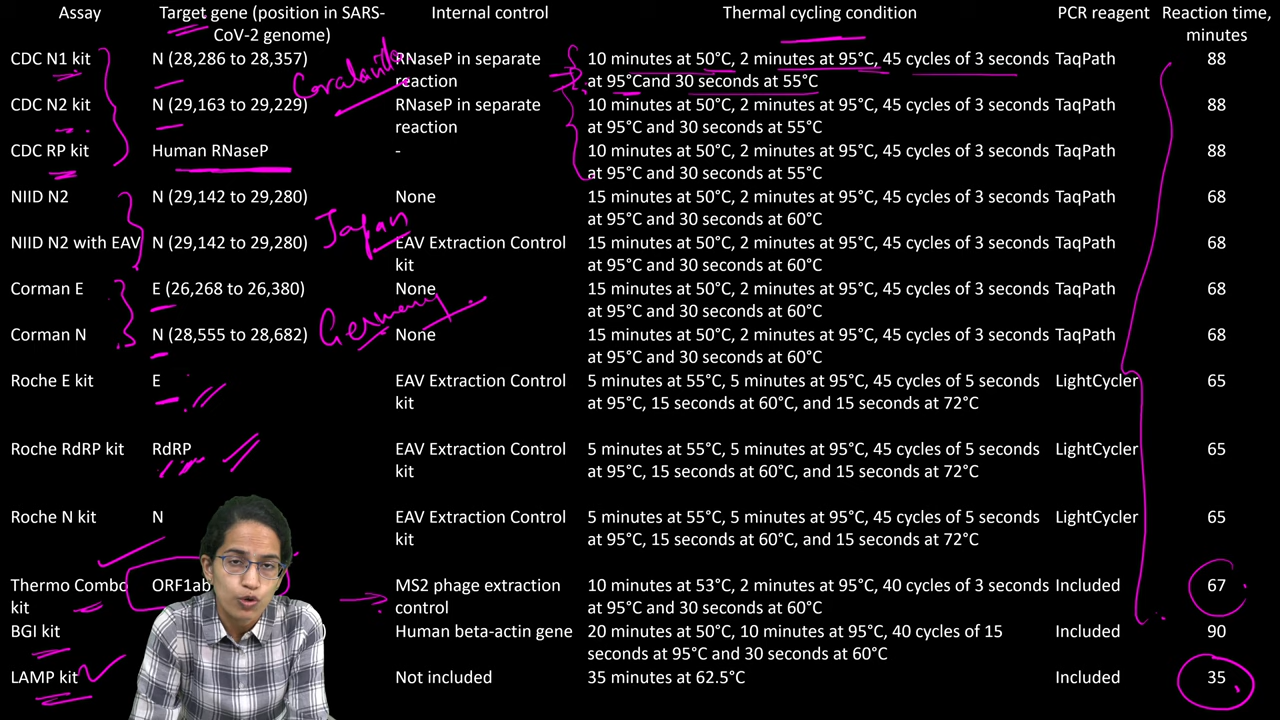 Assay Target gene (position in SARS- Internal control Thermal cycling condition PCR reagent Reaction time,
CoV-2 genome) minutes
CDC N1 kit N (28,286 to 28,357) RNaseP in separate 10 minutes at 50°C, 2 minutes at 95°C, 45 cycles of 3 seconds TaqPath 88
reaction at 95°C and 30 seconds at 55°C
CDC N2 kit N (29,163 to 29,229) RNaseP in separate 10 minutes at 50°C, 2 minutes at 95°C, 45 cycles of 3 seconds TaqPath 88
reaction at 95°C and 30 seconds at 55°C
CDC RP kit Human RNaseP - 10 minutes at 50°C, 2 minutes at 95°C, 45 cycles of 3 seconds TaqPath 88
at 95°C and 30 seconds at 55°C
NIID N2 N (29,142 to 29,280) None 15 minutes at 50°C, 2 minutes at 95°C, 45 cycles of 3 seconds TaqPath 68
Japan at 95°C and 30 seconds at 60°C
NIID N2 with EAV N (29,142 to 29,280) EAV Extraction Control 15 minutes at 50°C, 2 minutes at 95°C, 45 cycles of 3 seconds TaqPath 68
kit at 95°C and 30 seconds at 60°C
Corman E E (26,268 to 26,380) None 15 minutes at 50°C, 2 minutes at 95°C, 45 cycles of 3 seconds TaqPath 68
Germany at 95°C and 30 seconds at 60°C
Corman N N (28,555 to 28,682) None 15 minutes at 50°C, 2 minutes at 95°C, 45 cycles of 3 seconds TaqPath 68
at 95°C and 30 seconds at 60°C
Roche E kit E EAV Extraction Control 5 minutes at 55°C, 5 minutes at 95°C, 45 cycles of 5 seconds LightCycler 65
kit at 95°C, 15 seconds at 60°C, and 15 seconds at 72°C
Roche RdRP kit RdRP EAV Extraction Control 5 minutes at 55°C, 5 minutes at 95°C, 45 cycles of 5 seconds LightCycler 65
kit at 95°C, 15 seconds at 60°C, and 15 seconds at 72°C
Roche N kit N EAV Extraction Control 5 minutes at 55°C, 5 minutes at 95°C, 45 cycles of 5 seconds LightCycler 65
kit at 95°C, 15 seconds at 60°C, and 15 seconds at 72°C
Thermo Combo ORF1ab MS2 phage extraction 10 minutes at 53°C, 2 minutes at 95°C, 40 cycles of 3 seconds Included 67
kit control at 95°C and 30 seconds at 60°C
BGI kit Human beta-actin gene 20 minutes at 50°C, 10 minutes at 95°C, 40 cycles of 15 Included 90
seconds at 95°C and 30 seconds at 60°C
LAMP kit Not included 35 minutes at 62.5°C Included 35